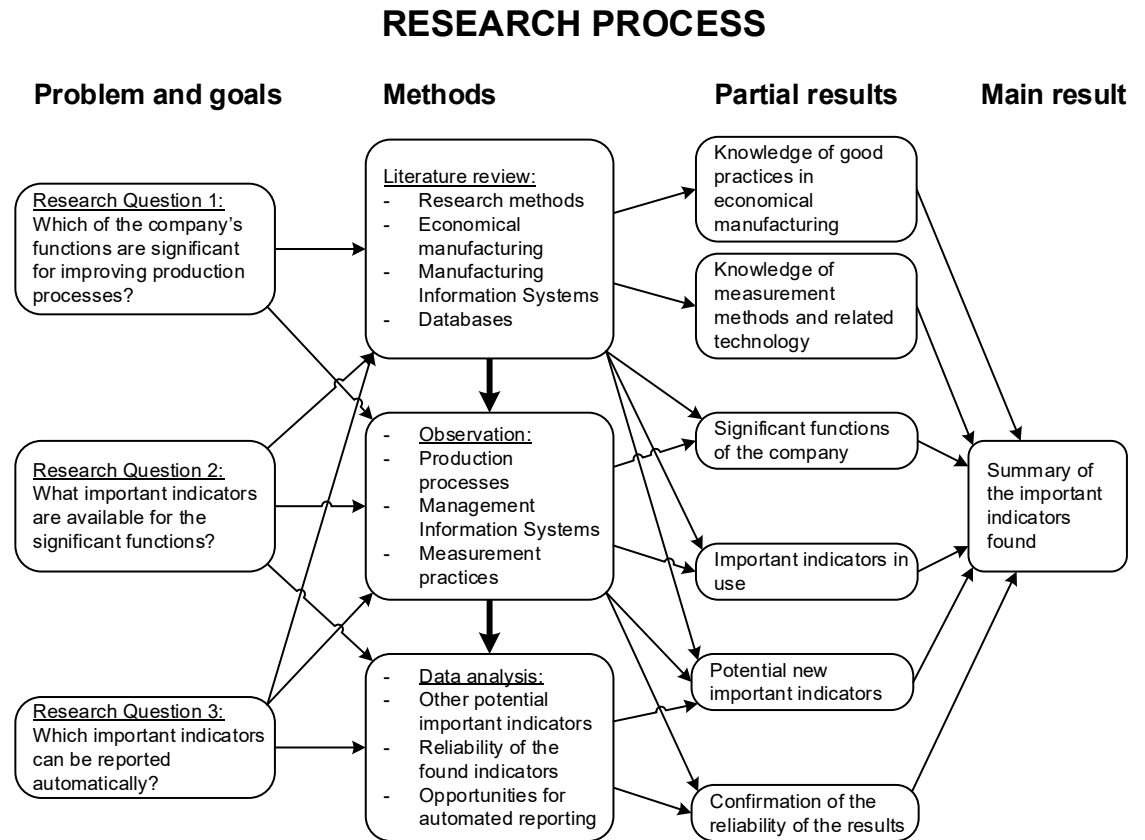 RESEARCH PROCESS
Problem and goals
Methods
Partial results
Main result
Research Question 1:
Which of the company's
functions are significant
for improving production
processes?
Research Question 2:
What important indicators
are available for the
significant functions?
Research Question 3:
Which important indicators
can be reported
automatically?
Literature review:
- Research methods
- Economical
manufacturing
- Manufacturing
Information Systems
- Databases
- Observation:
- Production
processes
- Management
Information Systems
- Measurement
practices
- Data analysis:
- Other potential
important indicators
- Reliability of the
found indicators
- Opportunities for
automated reporting
Knowledge of good
practices in
economical
manufacturing
Knowledge of
measurement
methods and related
technology
Significant functions
of the company
Important indicators in
use
Potential new
important indicators
Confirmation of the
reliability of the results
Summary of
the important
indicators
found